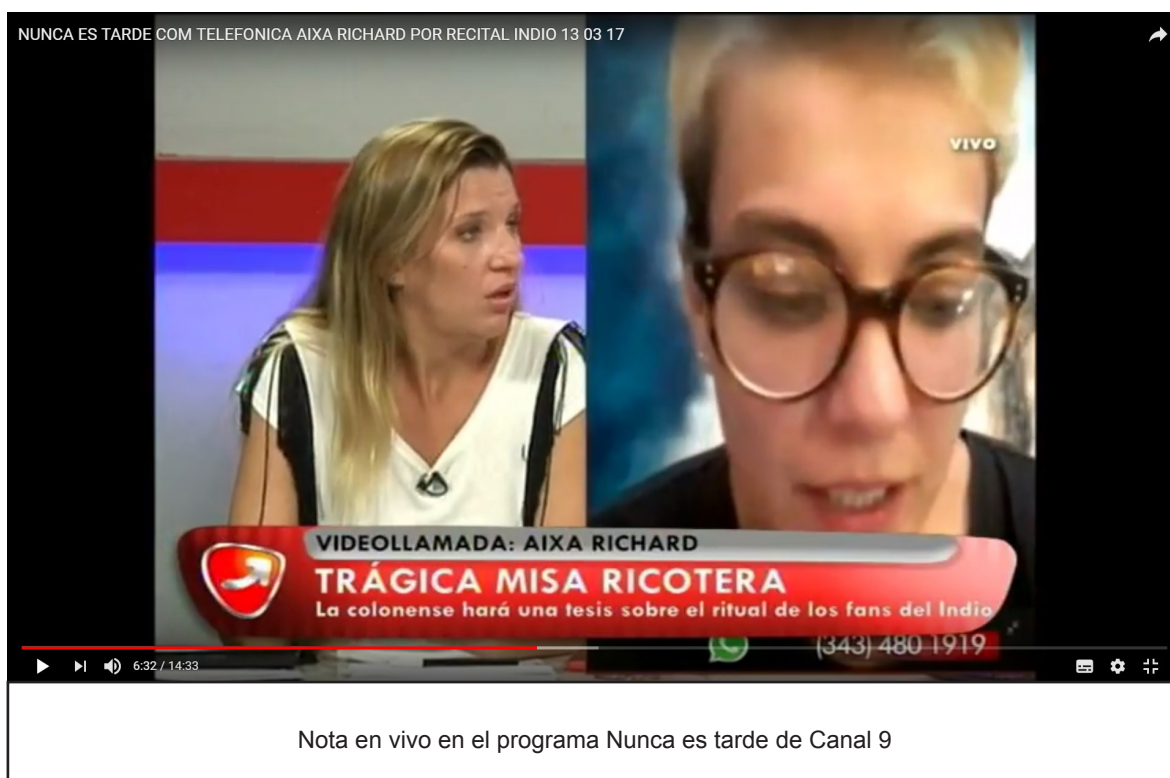 NUNCA ES TARDE COM TELEFONICA AIXA RICHARD POR RECITAL INDIO 13 03 17
VIVO
VIDEOLLAMADA: AIXA RICHARD
TRÁGICA MISA RICOTERA
La colonense hará una tesis sobre el ritual de los fans del Indio
(343) 480 1919
6:32 / 14:33
Nota en vivo en el programa Nunca es tarde de Canal 9